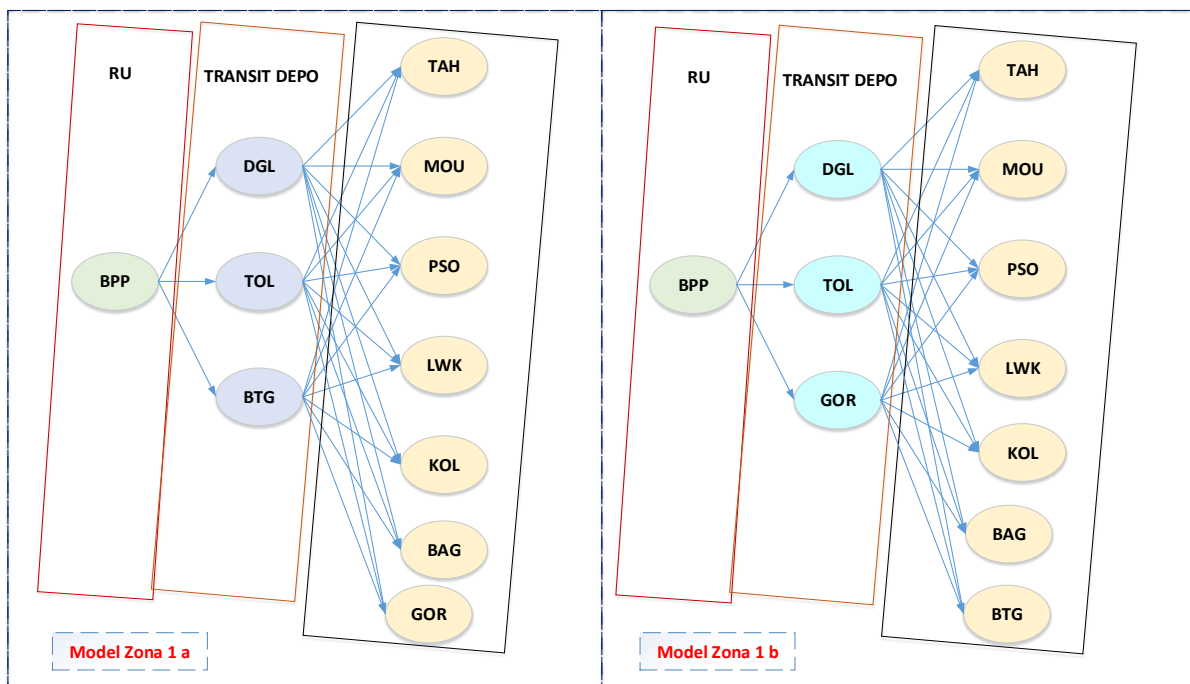 RU
TRANSIT DEPO
TAH
DGL
MOU
BPP
TOL
PSO
BTG
LWK
KOL
BAG
GOR
Model Zona 1 a
RU
TRANSIT DEPO
TAH
DGL
MOU
BPP
TOL
PSO
GOR
LWK
KOL
BAG
BTG
Model Zona 1 b